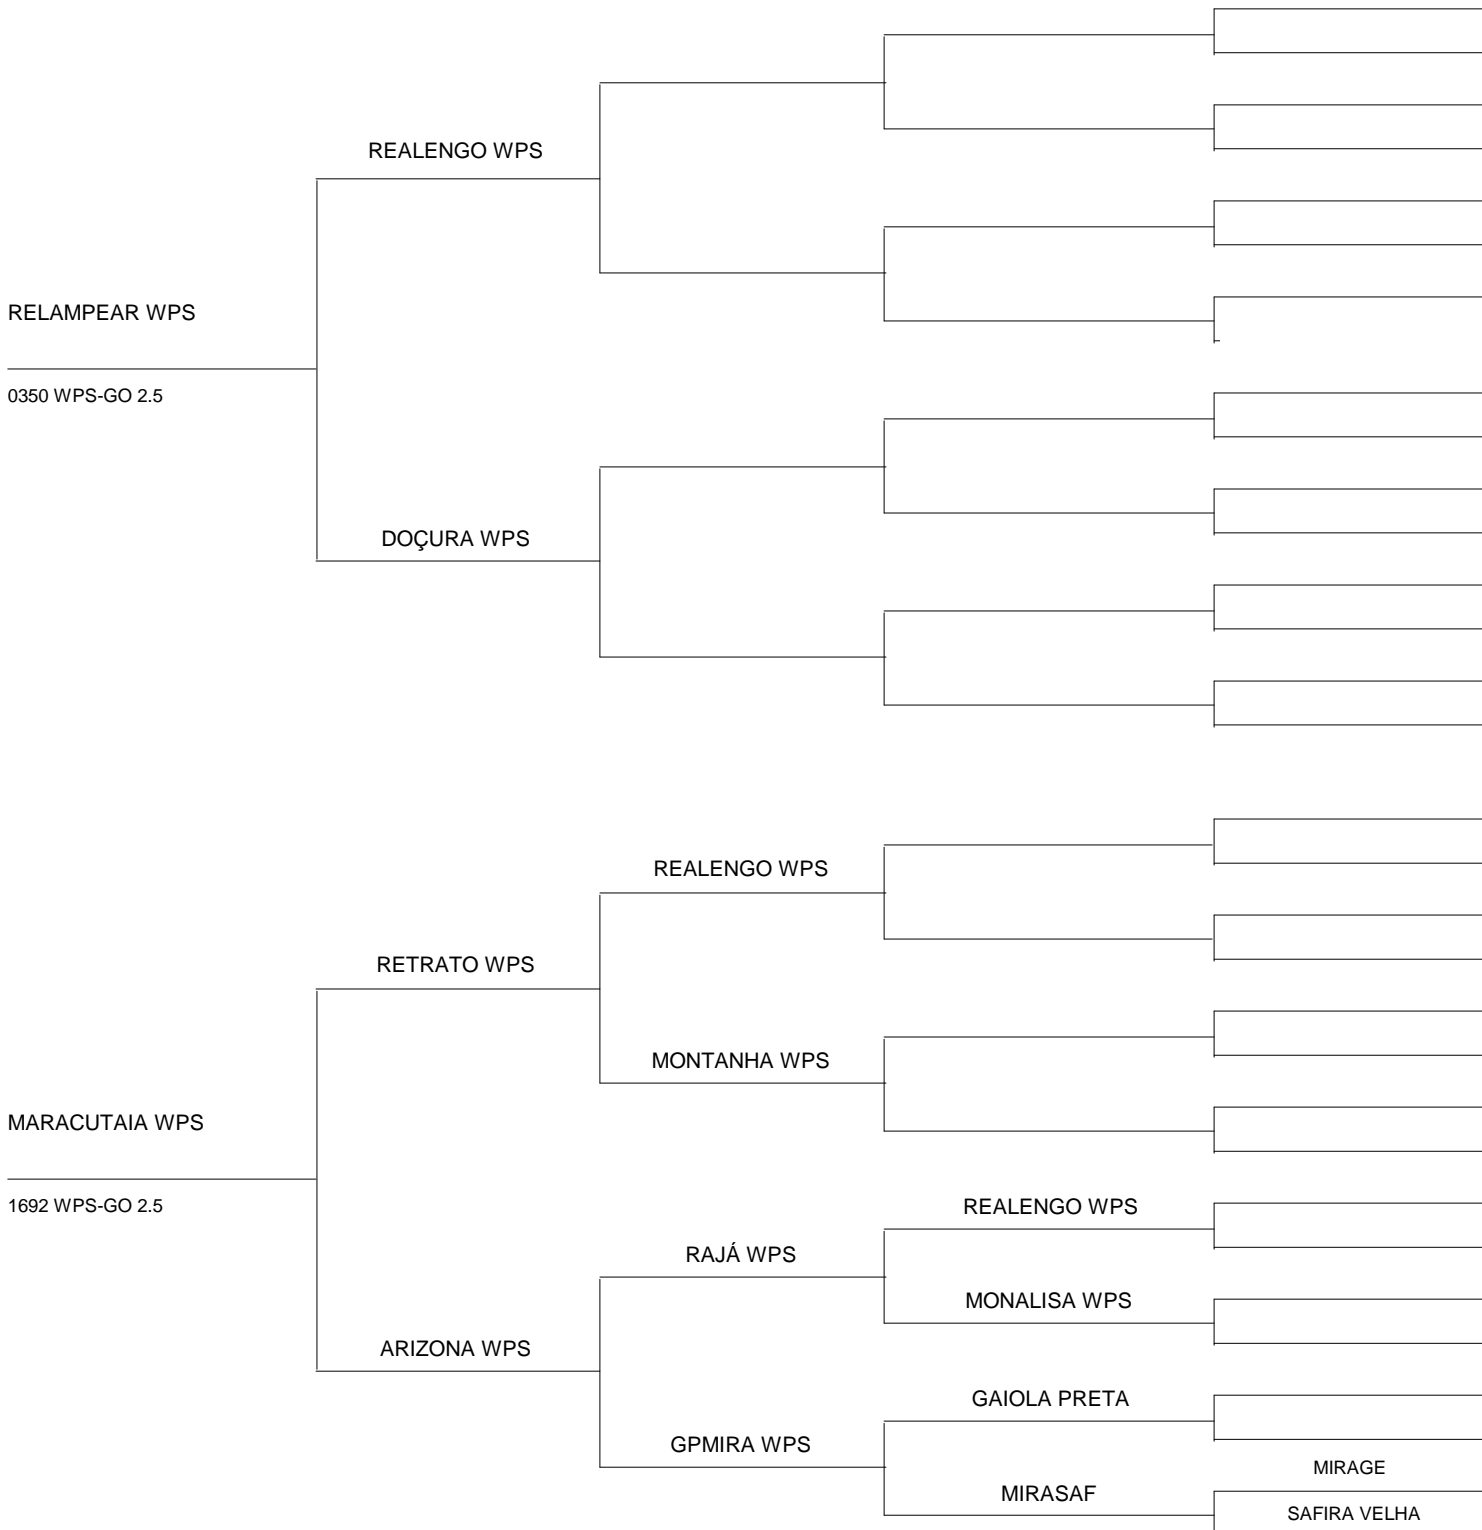 REALENGO WPS
RELAMPEAR WPS
0350 WPS-GO 2.5
DOÇURA WPS
REALENGO WPS
RETRATO WPS
MONTANHA WPS
MARACUTAIA WPS
1692 WPS-GO 2.5
REALENGO WPS
RAJÁ WPS
MONALISA WPS
ARIZONA WPS
GAIOLA PRETA
GPMIRA WPS
MIRAGE
MIRASAF
SAFIRA VELHA